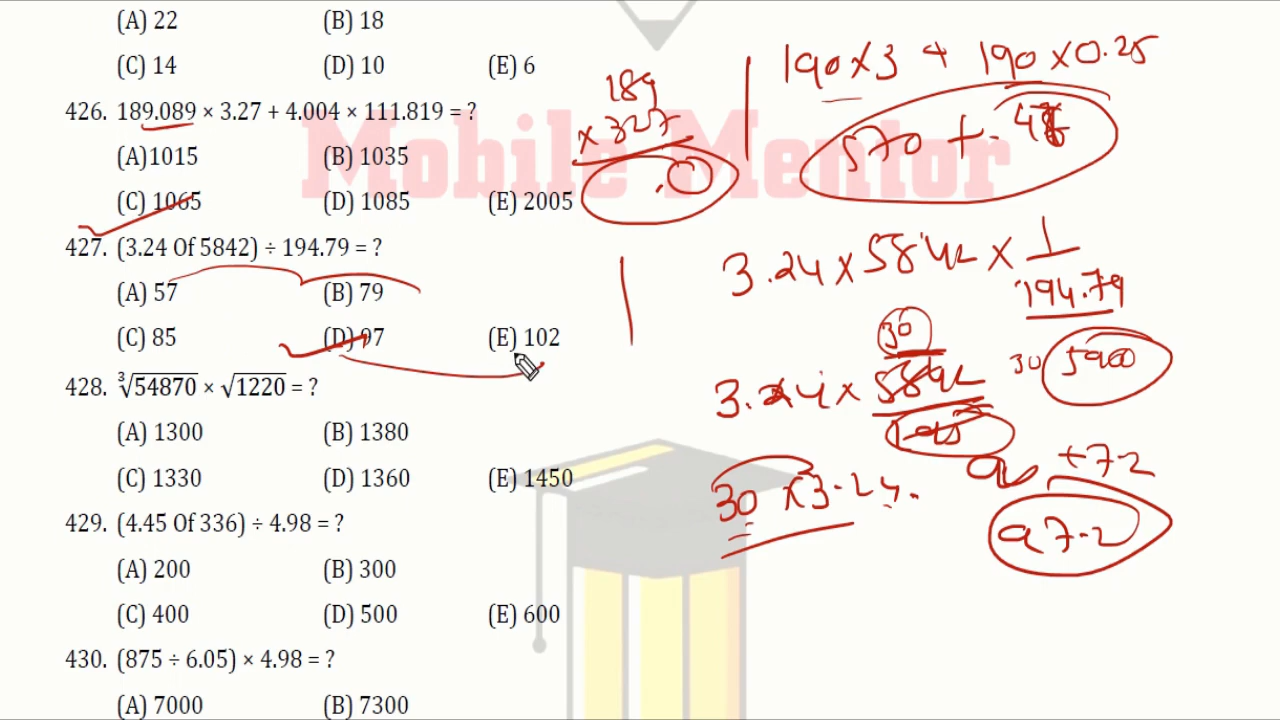 (A) 22 (B) 18
(C) 14 (D) 10 (E) 6
426. 189.089 × 3.27 + 4.004 × 111.819 = ?
(A)1015 (B) 1035
(C) 1065 (D) 1085 (E) 2005
427. (3.24 Of 5842) ÷ 194.79 = ?
(A) 57 (B) 79
(C) 85 (D) 97 (E) 102
428. ∛54870 × √1220 = ?
(A) 1300 (B) 1380
(C) 1330 (D) 1360 (E) 1450
429. (4.45 Of 336) ÷ 4.98 = ?
(A) 200 (B) 300
(C) 400 (D) 500 (E) 600
430. (875 ÷ 6.05) × 4.98 = ?
(A) 7000 (B) 7300
Mobile Mentor
189
×327
190×3 + 190×0.25
570 +
3.24×5842× 1
194.79
30
3.24× 5842
195
30 5900
30 ×3.24
+7.2
97.2